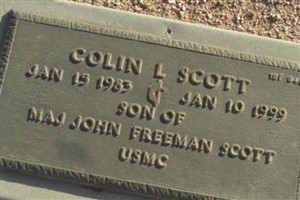 COLIN L SCOTT
JAN 15 1983 JAN 10 1999
SON OF
MAJ JOHN FREEMAN SCOTT
USMC